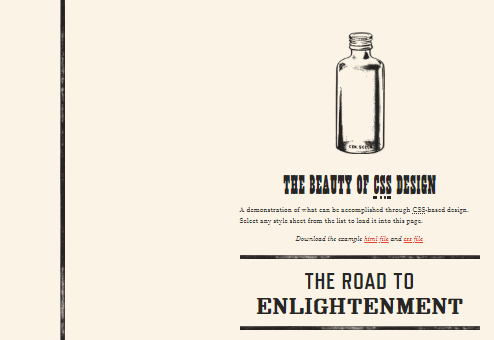 THE BEAUTY OF CSS DESIGN
A demonstration of what can be accomplished through CSS-based design.
Select any style sheet from the list to load it into this page.
Download the example html file and css file
THE ROAD TO
ENLIGHTENMENT